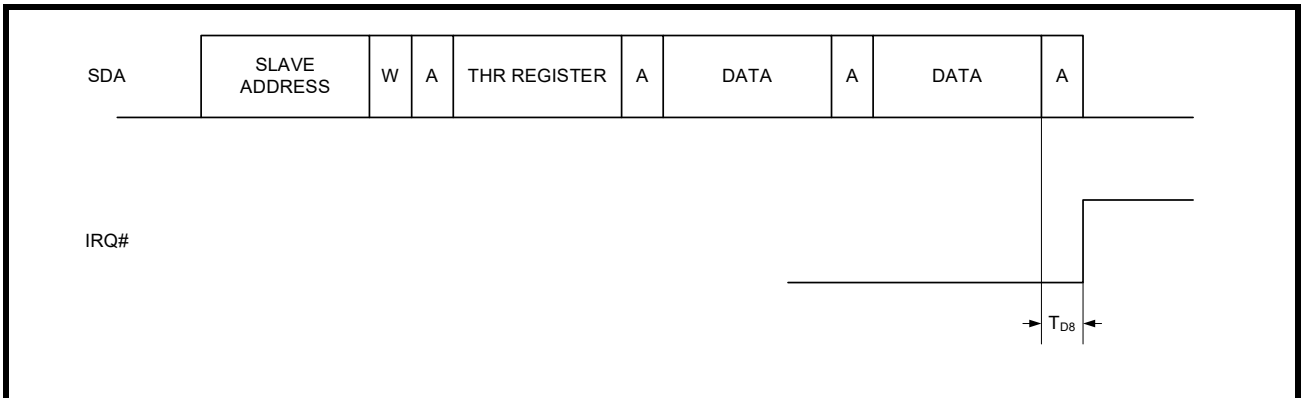 SDA
SLAVE
ADDRESS
W
A
THR REGISTER
A
DATA
A
DATA
A
IRQ#
TD8